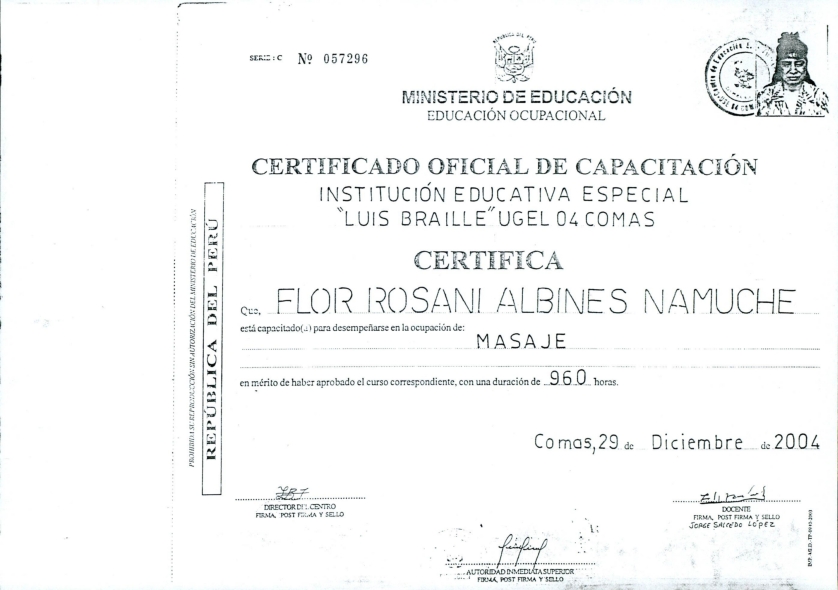 SERIE : C Nº 057296
REPUBLICA DEL PERU
MINISTERIO DE EDUCACIÓN
EDUCACIÓN OCUPACIONAL
CERTIFICADO OFICIAL DE CAPACITACIÓN
INSTITUCIÓN EDUCATIVA ESPECIAL
"LUIS BRAILLE" UGEL 04 COMAS
CERTIFICA
Que, FLOR ROSANI ALBINES NAMUCHE
está capacitado(a) para desempeñarse en la ocupación de:
MASAJE
en mérito de haber aprobado el curso correspondiente, con una duración de 960 horas.
Comas, 29 de Diciembre de 2004
DIRECTOR DEL CENTRO
FIRMA, POST FIRMA Y SELLO
DOCENTE
FIRMA, POST FIRMA Y SELLO
JORGE SALCEDO LOPEZ
AUTORIDAD INMEDIATA SUPERIOR
FIRMA, POST FIRMA Y SELLO
REPÚBLICA DEL PERÚ
PROHIBIDA SU REPRODUCCIÓN SIN AUTORIZACIÓN DEL MINISTERIO DE EDUCACIÓN